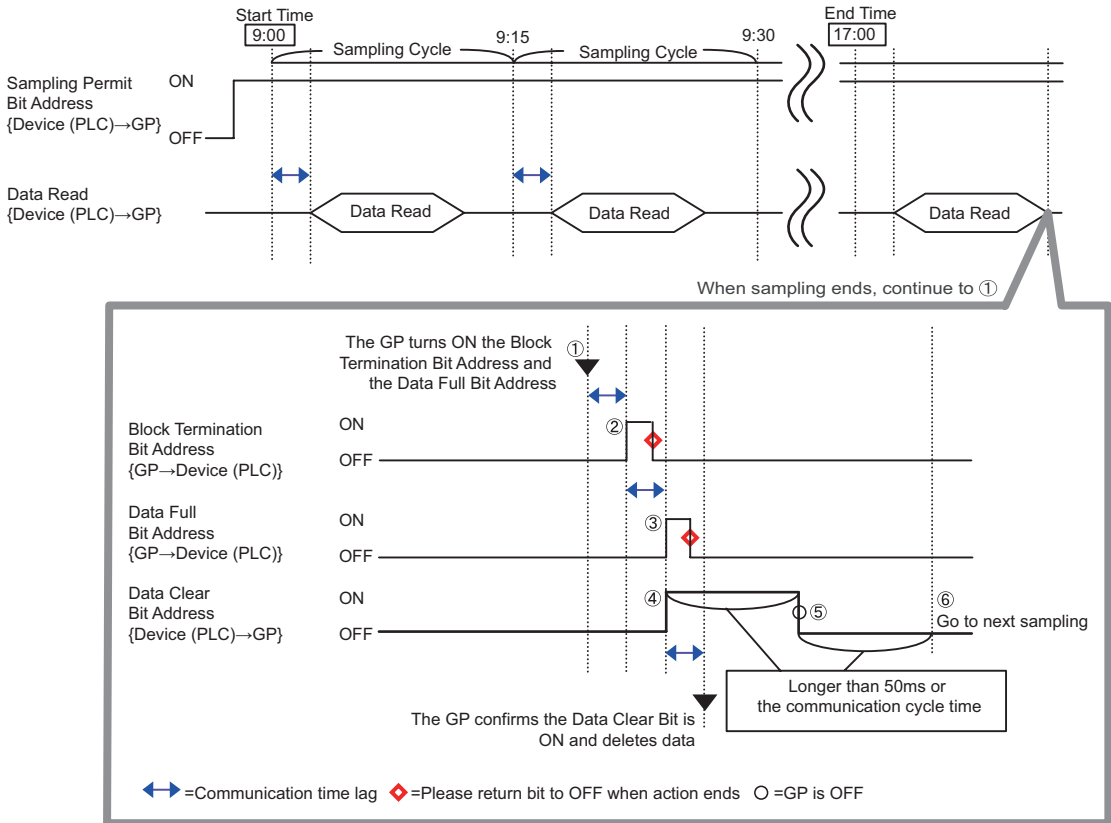 Start Time
End Time
9:00
9:15
9:30
17:00
Sampling Cycle
Sampling Cycle
Sampling Permit
Bit Address
{Device (PLC)→GP}
ON
OFF
Data Read
{Device (PLC)→GP}
Data Read
Data Read
Data Read
When sampling ends, continue to ①
The GP turns ON the Block
Termination Bit Address and
the Data Full Bit Address
①
Block Termination
Bit Address
{GP→Device (PLC)}
ON
OFF
②
Data Full
Bit Address
{GP→Device (PLC)}
ON
OFF
③
Data Clear
Bit Address
{Device (PLC)→GP}
ON
OFF
④
⑤
⑥
Go to next sampling
Longer than 50ms or
the communication cycle time
The GP confirms the Data Clear Bit is
ON and deletes data
=Communication time lag
=Please return bit to OFF when action ends
=GP is OFF